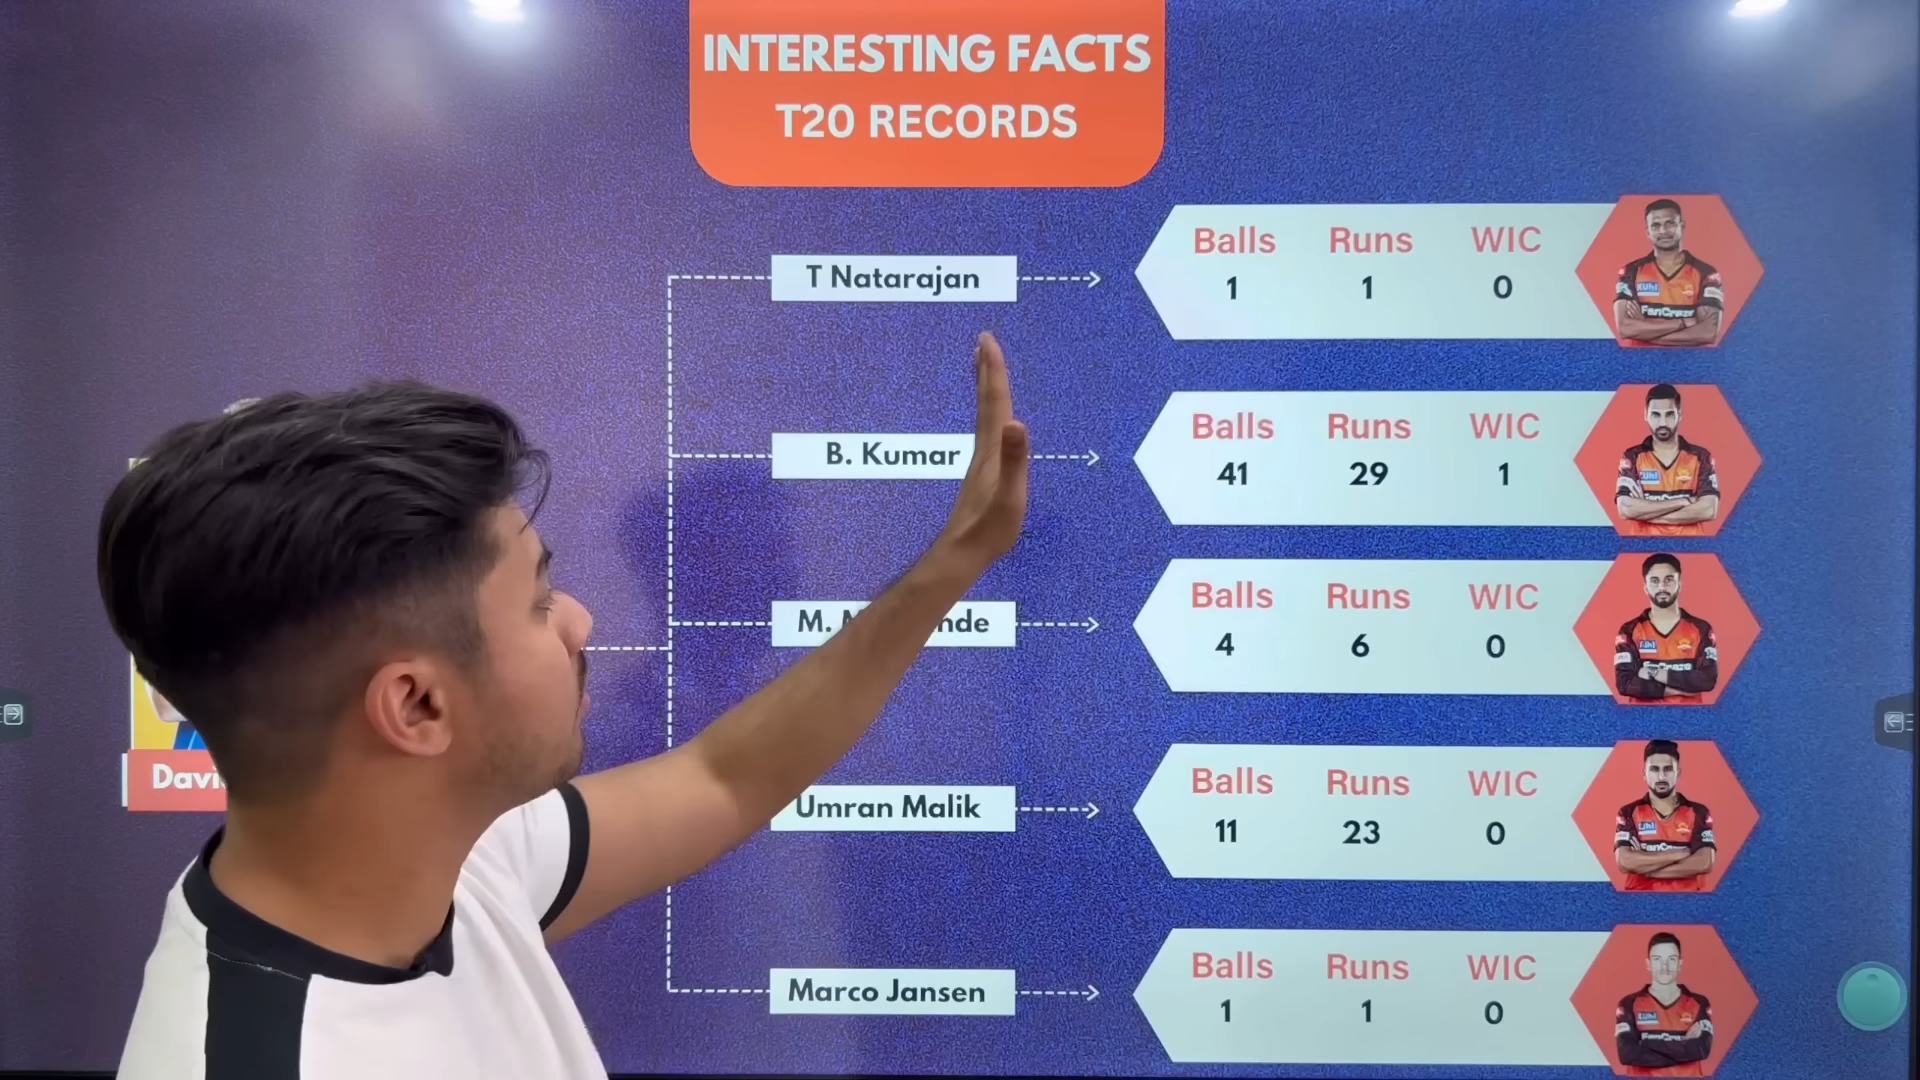 INTERESTING FACTS
T20 RECORDS
T Natarajan
Balls Runs WIC
1 1 0
B. Kumar
Balls Runs WIC
41 29 1
M.
Balls Runs WIC
4 6 0
Umran Malik
Balls Runs WIC
11 23 0
Marco Jansen
Balls Runs WIC
1 1 0
FanCraze